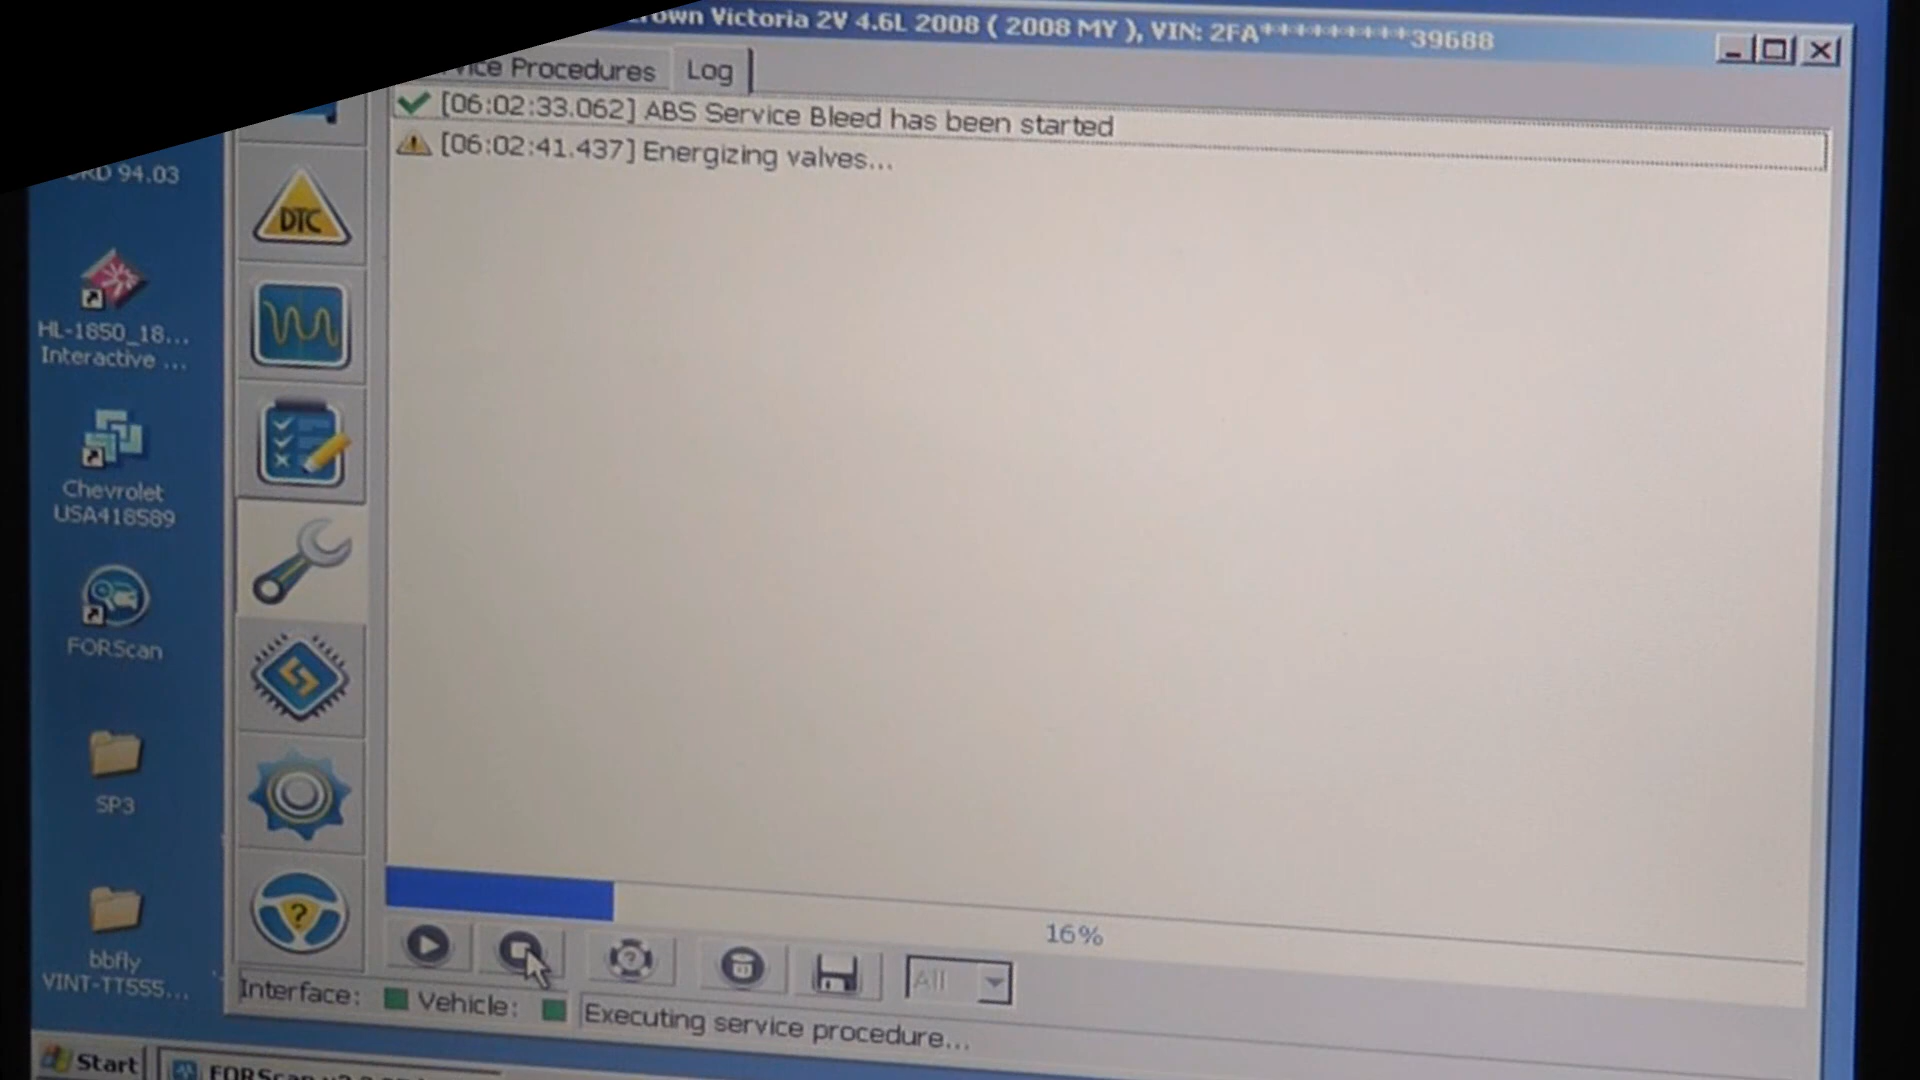 Victoria 2V 4.6L 2008 ( 2008 MY ), VIN: 2FA**********39688
Procedures
Log
[06:02:33.062] ABS Service Bleed has been started
[06:02:41.437] Energizing valves...
94.03
DTC
HL-1850_18...
Interactive ...
Chevrolet
USA418589
FORScan
SP3
bbfly
VINT-TT555...
?
16%
?
All
Interface:
Vehicle:
Executing service procedure...
Start
FORScan